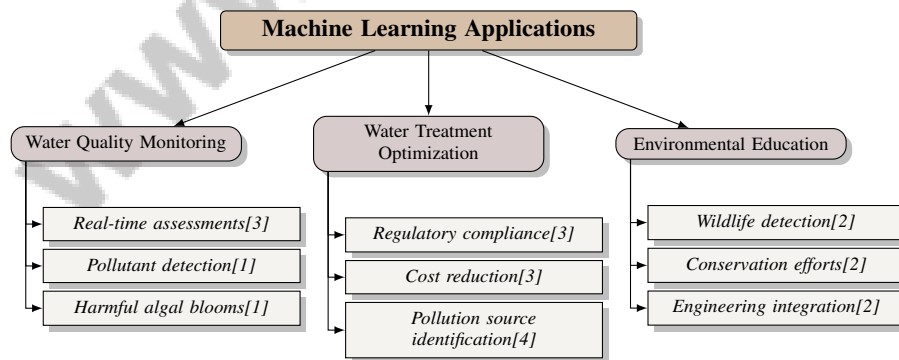 Machine Learning Applications
Water Quality Monitoring
Real-time assessments[3]
Pollutant detection[1]
Harmful algal blooms[1]
Water Treatment
Optimization
Regulatory compliance[3]
Cost reduction[3]
Pollution source
identification[4]
Environmental Education
Wildlife detection[2]
Conservation efforts[2]
Engineering integration[2]